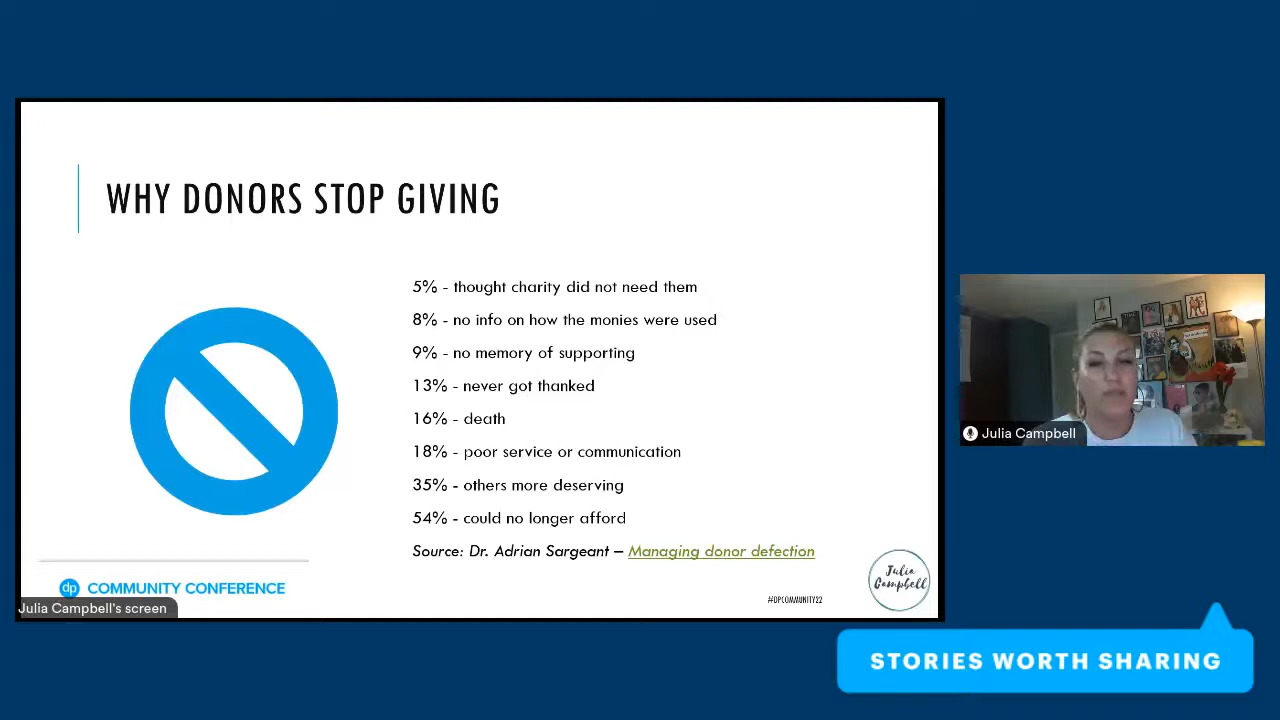 WHY DONORS STOP GIVING
5% - thought charity did not need them
8% - no info on how the monies were used
9% - no memory of supporting
13% - never got thanked
16% - death
18% - poor service or communication
35% - others more deserving
54% - could no longer afford
Source: Dr. Adrian Sargeant – Managing donor defection
dp COMMUNITY CONFERENCE
Julia Campbell's screen
#DPCOMMUNITY22
Julia
Campbell
Julia Campbell
STORIES WORTH SHARING